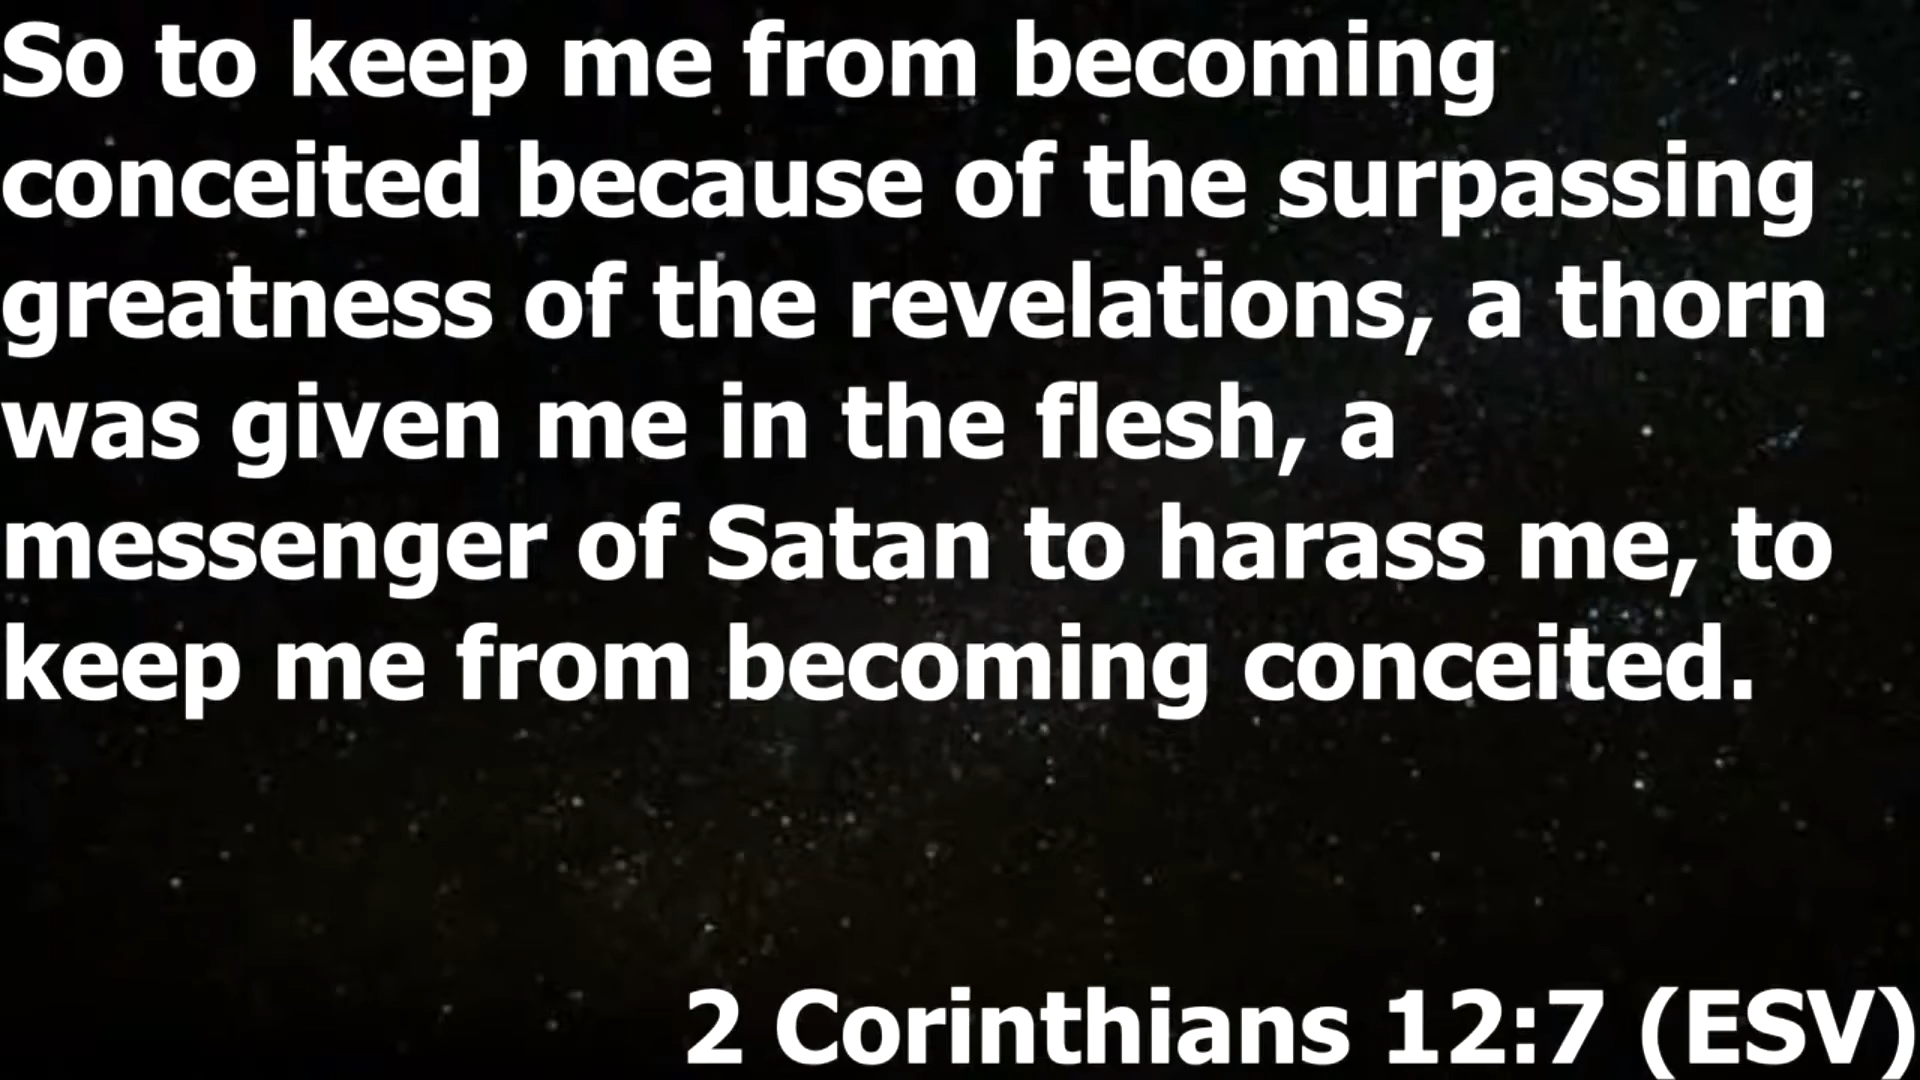 So to keep me from becoming
conceited because of the surpassing
greatness of the revelations, a thorn
was given me in the flesh, a
messenger of Satan to harass me, to
keep me from becoming conceited.
2 Corinthians 12:7 (ESV)